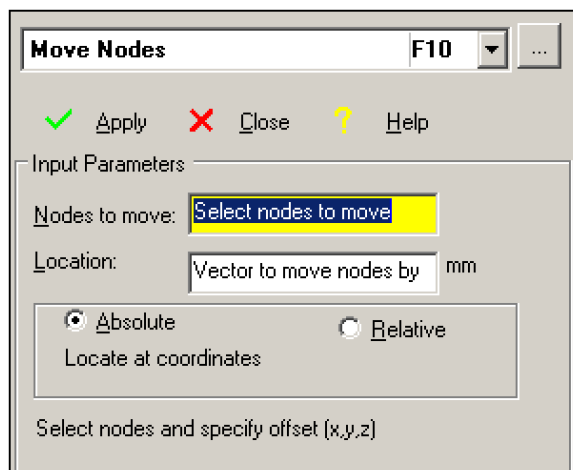 Move Nodes F10 ...
Apply Close ? Help
Input Parameters
Nodes to move: Select nodes to move
Location: Vector to move nodes by mm
Absolute Relative
Locate at coordinates
Select nodes and specify offset (x,y,z)